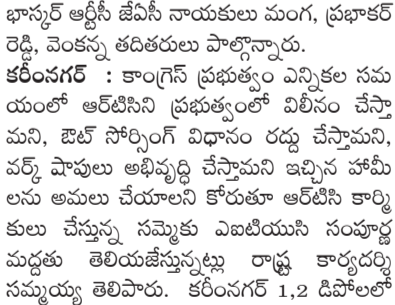 భాస్కర్ ఆర్టీసీ జేఏసీ నాయకులు మంగ, ప్రభాకర్
రెడ్డి, వెంకన్న తదితరులు పాల్గొన్నారు.
కరీంనగర్ : కాంగ్రెస్ ప్రభుత్వం ఎన్నికల సమ
యంలో ఆర్‌టిసిని ప్రభుత్వంలో విలీనం చేస్తా
మని, ఔట్ సోర్సింగ్ విధానం రద్దు చేస్తామని,
వర్క్ షాపులు అభివృద్ధి చేస్తామని ఇచ్చిన హామీ
లను అమలు చేయాలని కోరుతూ ఆర్‌టిసి కార్మి
కులు చేస్తున్న సమ్మెకు ఎఐటియుసి సంపూర్ణ
మద్దతు తెలియజేస్తున్నట్లు రాష్ట్ర కార్యదర్శి
సమ్మయ్య తెలిపారు. కరీంనగర్ 1,2 డిపోలలో